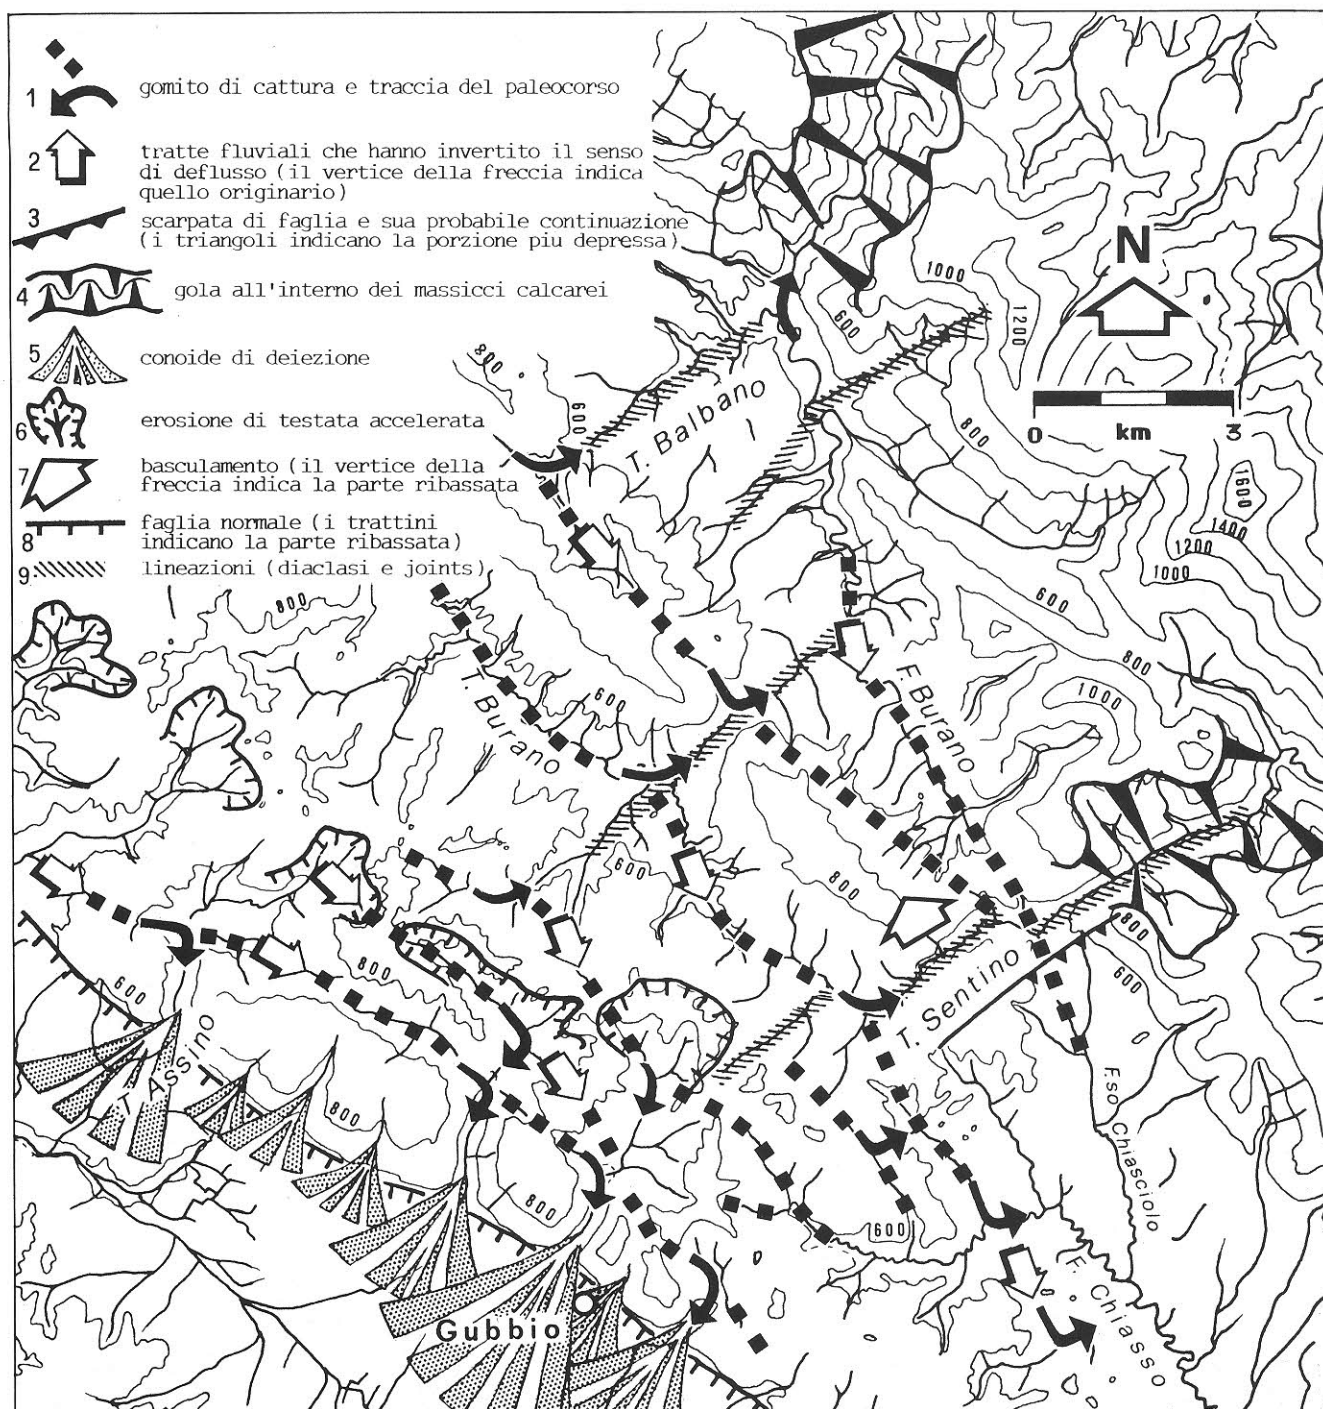 1 gomito di cattura e traccia del paleocorso
2 tratte fluviali che hanno invertito il senso
di deflusso (il vertice della freccia indica
quello originario)
3 scarpata di faglia e sua probabile continuazione
(i triangoli indicano la porzione piu depressa)
4 gola all'interno dei massicci calcarei
5 conoide di deiezione
6 erosione di testata accelerata
7 basculamento (il vertice della
freccia indica la parte ribassata
8 faglia normale (i trattini
indicano la parte ribassata)
9 lineazioni (diaclasi e joints)
N
0 km 3
1000
1200
600
800
600
T. Balbano
800
1600
1400
1200
1000
600
800
1000
800
600
T. Burano
F. Burano
600
800
800
600
800
T. Sentino
800
600
T. Assino
800
800
600
F.so Chiasciolo
F. Chiasso
Gubbio